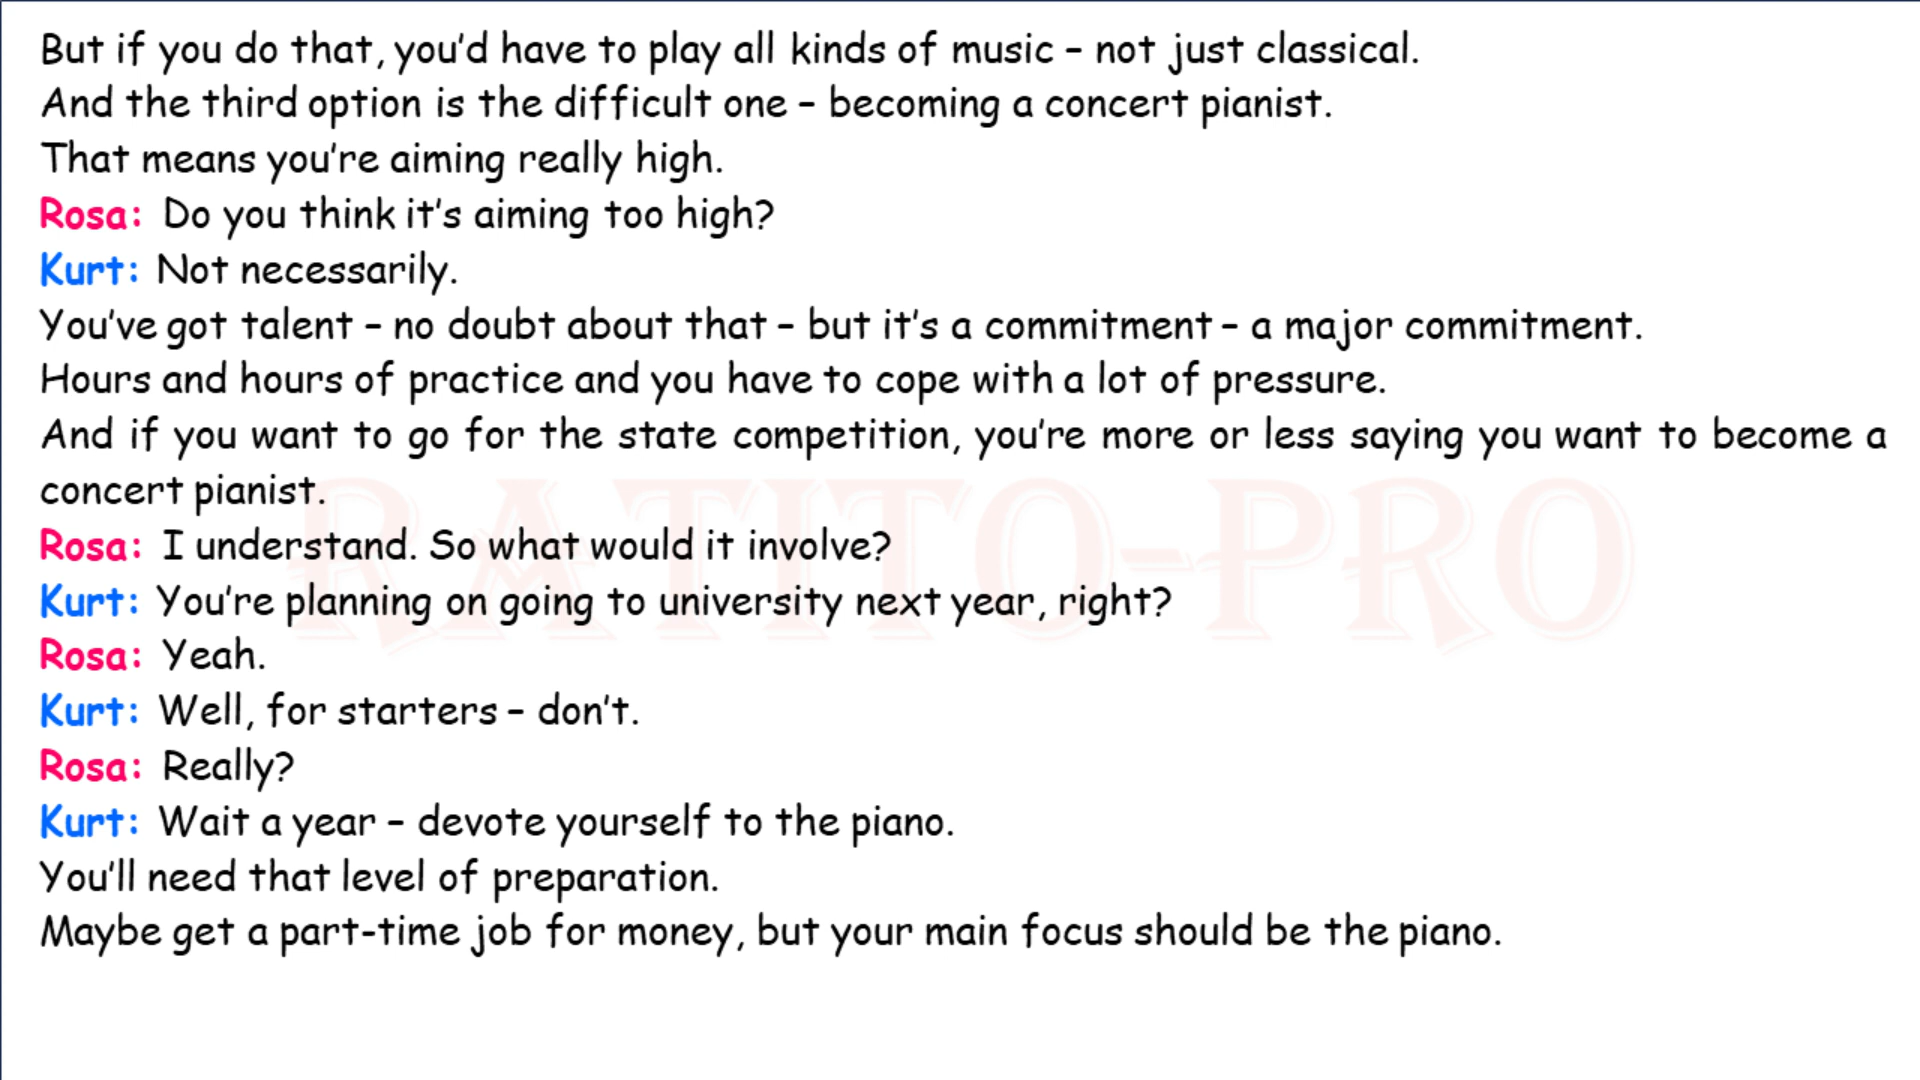 But if you do that, you'd have to play all kinds of music – not just classical.
And the third option is the difficult one – becoming a concert pianist.
That means you're aiming really high.
Rosa: Do you think it's aiming too high?
Kurt: Not necessarily.
You've got talent – no doubt about that – but it's a commitment – a major commitment.
Hours and hours of practice and you have to cope with a lot of pressure.
And if you want to go for the state competition, you're more or less saying you want to become a
concert pianist.
RATITO-PRO
Rosa: I understand. So what would it involve?
Kurt: You're planning on going to university next year, right?
Rosa: Yeah.
Kurt: Well, for starters – don't.
Rosa: Really?
Kurt: Wait a year – devote yourself to the piano.
You'll need that level of preparation.
Maybe get a part-time job for money, but your main focus should be the piano.